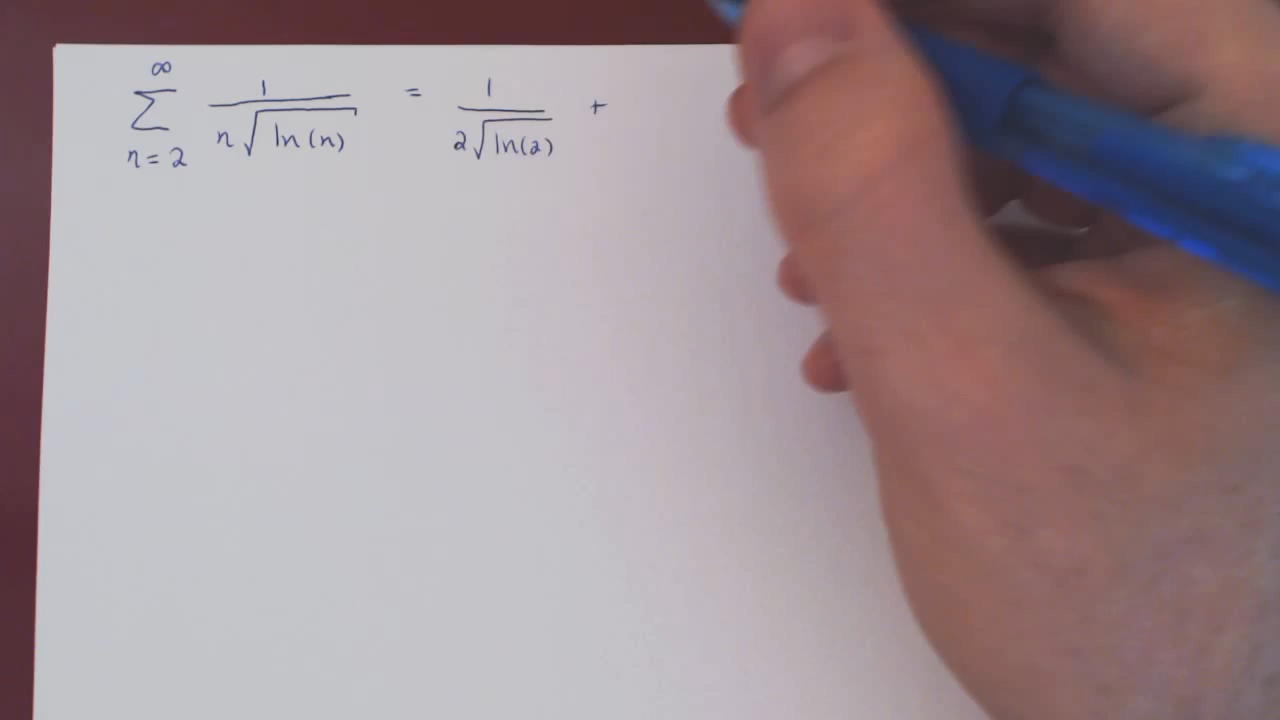 ∞
∑ 1/(n√ln(n)) = 1/(2√ln(2)) +
n = 2